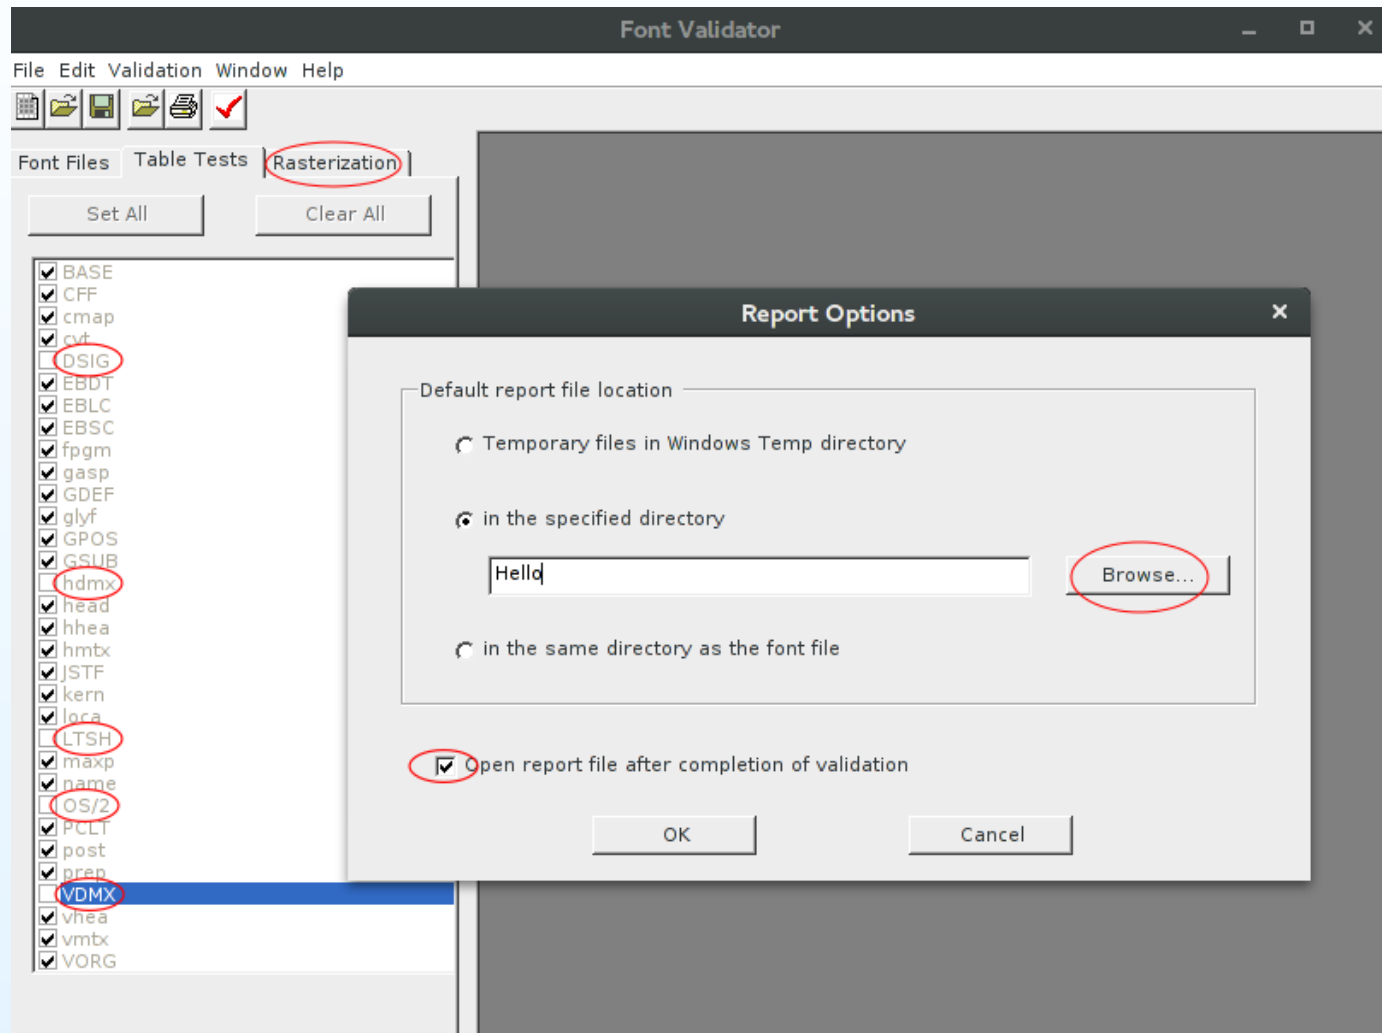 Font Validator
File Edit Validation Window Help
Font Files Table Tests Rasterization
Set All Clear All
BASE
CFF
cmap
cvt
DSIG
EBDT
EBLC
EBSC
fpgm
gasp
GDEF
glyf
GPOS
GSUB
hdmx
head
hhea
hmtx
JSTF
kern
loca
LTSH
maxp
name
OS/2
PCLT
post
prep
VDMX
vhea
vmtx
VORG
Report Options
Default report file location
Temporary files in Windows Temp directory
in the specified directory
Hello
Browse...
in the same directory as the font file
Open report file after completion of validation
OK Cancel